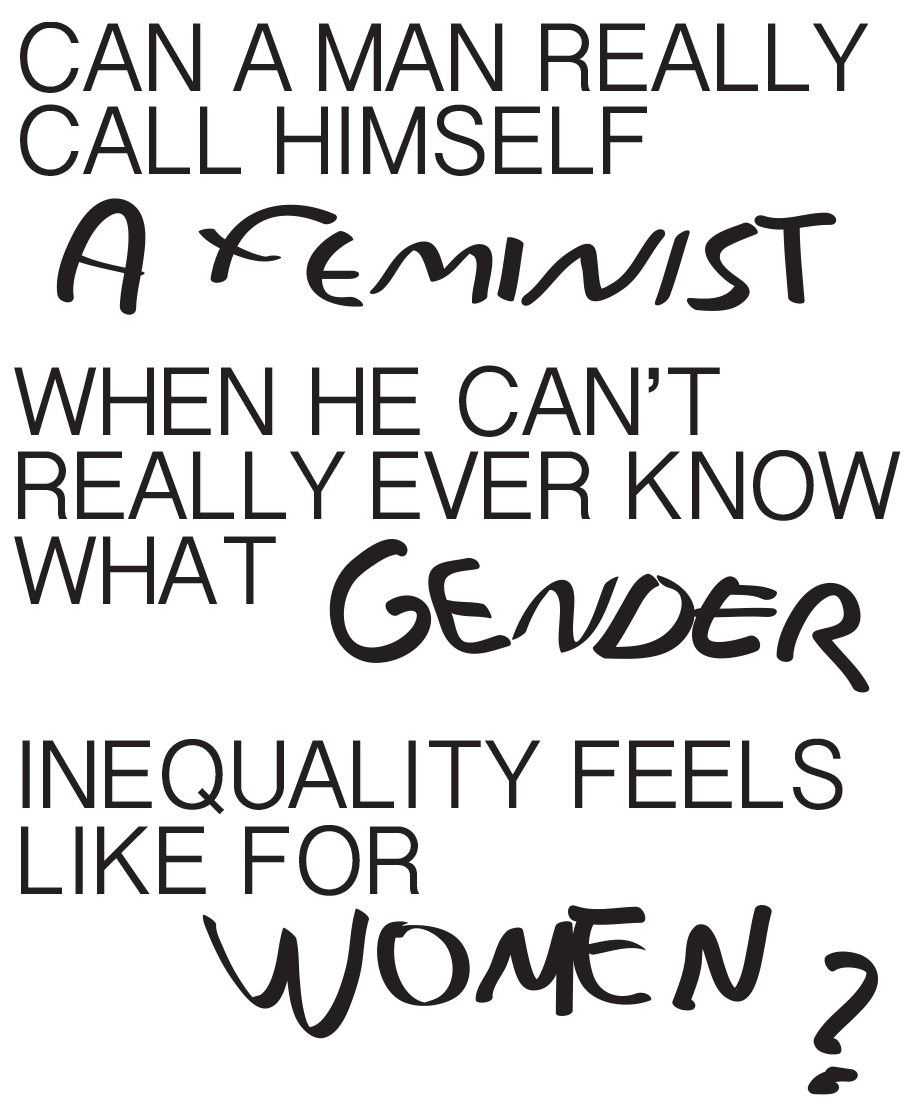 CAN A MAN REALLY
CALL HIMSELF
A FEMINIST
WHEN HE CAN’T
REALLY EVER KNOW
WHAT GENDER
INEQUALITY FEELS
LIKE FOR
WOMEN?